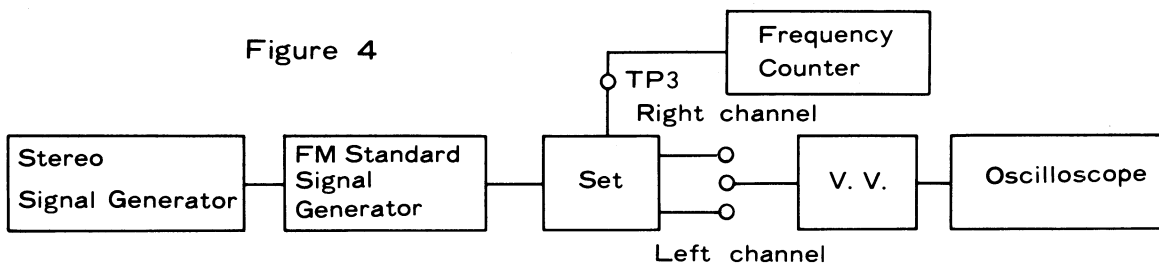 Figure 4
Frequency
Counter
TP3
Right channel
Stereo
Signal Generator
FM Standard
Signal
Generator
Set
V. V.
Oscilloscope
Left channel